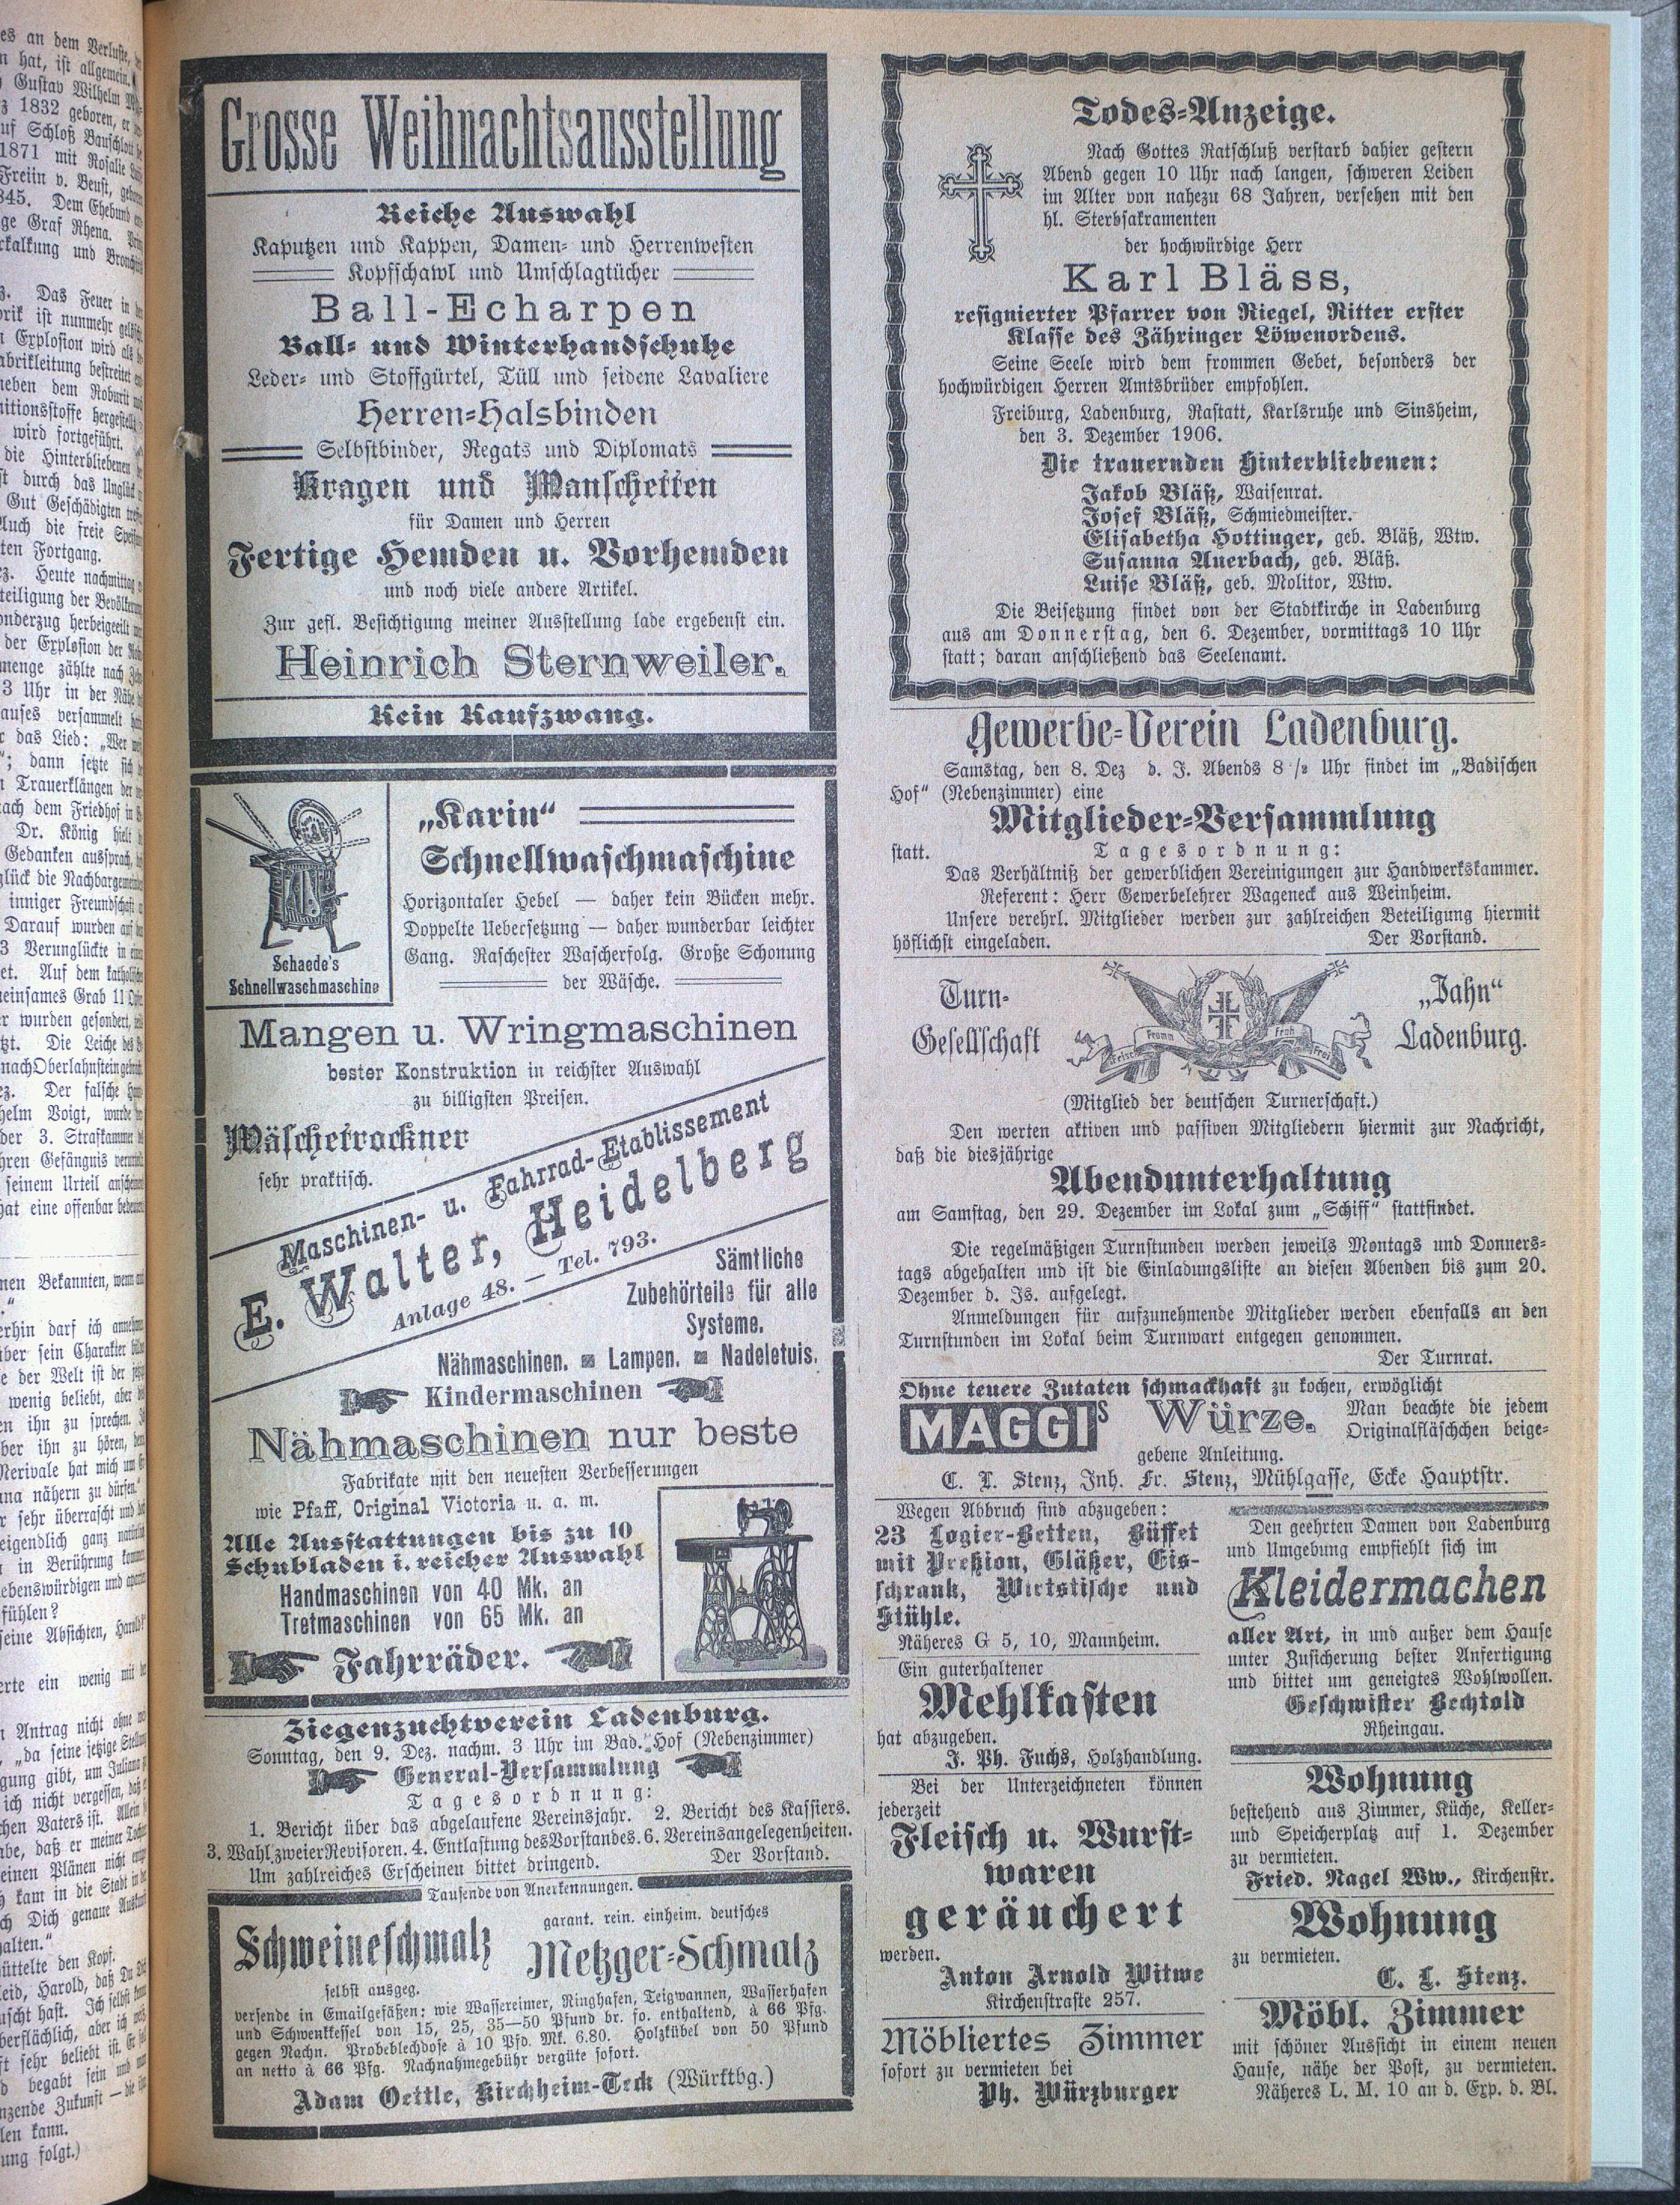 Grosse Weihnachtsausstellung
Reiche Auswahl
Kaputzen und Kappen, Damen- und Herrenwesten
Kopfschawl und Umschlagtücher
Ball-Echarpen
Ball- und Winterhandschuhe
Leder- und Stoffgürtel, Tüll und seidene Lavaliere
Herren-Halsbinden
Selbstbinder, Regats und Diplomats
Kragen und Manschetten
für Damen und Herren
Fertige Hemden u. Vorhemden
und noch viele andere Artikel.
Zur gefl. Besichtigung meiner Ausstellung lade ergebenst ein.
Heinrich Sternweiler.
Kein Kaufzwang.
Schaede's
Schnellwaschmaschine
„Karin“
Schnellwaschmaschine
Horizontaler Hebel — daher kein Bücken mehr.
Doppelte Uebersetzung — daher wunderbar leichter
Gang. Raschester Wascherfolg. Große Schonung
der Wäsche.
Mangen u. Wringmaschinen
bester Konstruktion in reichster Auswahl
zu billigsten Preisen.
Wäschetrockner
sehr praktisch.
Maschinen- u. Fahrrad-Etablissement
E. Walter, Heidelberg
Anlage 48. — Tel. 793.
Sämtliche
Zubehörteile für alle
Systeme.
Nähmaschinen. Lampen. Nadeletuis.
Kindermaschinen
Nähmaschinen nur beste
Fabrikate mit den neuesten Verbesserungen
wie Pfaff, Original Victoria u. a. m.
Alle Ausstattungen bis zu 10
Schubladen i. reicher Auswahl
Handmaschinen von 40 Mk. an
Tretmaschinen von 65 Mk. an
Fahrräder.
Ziegenzuchtverein Ladenburg.
Sonntag, den 9. Dez. nachm. 3 Uhr im Bad. Hof (Nebenzimmer)
General-Versammlung
Tagesordnung:
1. Bericht über das abgelaufene Vereinsjahr. 2. Bericht des Kassiers.
3. Wahl zweier Revisoren. 4. Entlastung des Vorstandes. 6. Vereinsangelegenheiten.
Um zahlreiches Erscheinen bittet dringend. Der Vorstand.
Tausende von Anerkennungen.
Schweineschmalz garant. rein. einheim. deutsches
Metzger-Schmalz
selbst ausgeg.
versende in Emailgefäßen: wie Wassereimer, Ringhafen, Teigwannen, Wasserhafen
und Schwenkkessel von 15, 25, 35—50 Pfund br. fo. enthaltend, à 66 Pfg.
gegen Nachn. Probeblechdose à 10 Pfd. Mk. 6.80. Holzkübel von 50 Pfund
an netto à 66 Pfg. Nachnahmegebühr vergüte sofort.
Adam Oettle, Kirchheim-Teck (Württbg.)
Todes-Anzeige.
Nach Gottes Ratschluß verstarb dahier gestern
Abend gegen 10 Uhr nach langen, schweren Leiden
im Alter von nahezu 68 Jahren, versehen mit den
hl. Sterbsakramenten
der hochwürdige Herr
Karl Bläss,
resignierter Pfarrer von Riegel, Ritter erster
Klasse des Zähringer Löwenordens.
Seine Seele wird dem frommen Gebet, besonders der
hochwürdigen Herren Amtsbrüder empfohlen.
Freiburg, Ladenburg, Rastatt, Karlsruhe und Sinsheim,
den 3. Dezember 1906.
Die trauernden Hinterbliebenen:
Jakob Bläß, Waisenrat.
Josef Bläß, Schmiedmeister.
Elisabetha Hottinger, geb. Bläß, Wtw.
Susanna Auerbach, geb. Bläß.
Luise Bläß, geb. Molitor, Wtw.
Die Beisetzung findet von der Stadtkirche in Ladenburg
aus am Donnerstag, den 6. Dezember, vormittags 10 Uhr
statt; daran anschließend das Seelenamt.
Gewerbe-Verein Ladenburg.
Samstag, den 8. Dez d. J. Abends 8 ½ Uhr findet im „Badischen
Hof“ (Nebenzimmer) eine
Mitglieder-Versammlung
statt. Tagesordnung:
Das Verhältniß der gewerblichen Vereinigungen zur Handwerkskammer.
Referent: Herr Gewerbelehrer Wageneck aus Weinheim.
Unsere verehrl. Mitglieder werden zur zahlreichen Beteiligung hiermit
höflichst eingeladen. Der Vorstand.
Turn-
Gesellschaft
Frisch Fromm Froh Frei
„Jahn“
Ladenburg.
(Mitglied der deutschen Turnerschaft.)
Den werten aktiven und passiven Mitgliedern hiermit zur Nachricht,
daß die diesjährige
Abendunterhaltung
am Samstag, den 29. Dezember im Lokal zum „Schiff“ stattfindet.
Die regelmäßigen Turnstunden werden jeweils Montags und Donners-
tags abgehalten und ist die Einladungsliste an diesen Abenden bis zum 20.
Dezember d. Js. aufgelegt.
Anmeldungen für aufzunehmende Mitglieder werden ebenfalls an den
Turnstunden im Lokal beim Turnwart entgegen genommen.
Der Turnrat.
Ohne teuere Zutaten schmackhaft zu kochen, erwöglicht
MAGGIs Würze. Man beachte die jedem
Originalfläschchen beige-
gebene Anleitung.
C. L. Stenz, Inh. Fr. Stenz, Mühlgasse, Ecke Hauptstr.
Wegen Abbruch sind abzugeben:
23 Logier-Betten, Büffet
mit Preßion, Gläßer, Eis-
schrank, Wirtstische und
Stühle.
Näheres G 5, 10, Mannheim.
Ein guterhaltener
Mehlkasten
hat abzugeben.
J. Ph. Fuchs, Holzhandlung.
Bei der Unterzeichneten können
jederzeit
Fleisch u. Wurst-
waren
geräuchert
werden.
Anton Arnold Witwe
Kirchenstraße 257.
Möbliertes Zimmer
sofort zu vermieten bei
Ph. Würzburger
Den geehrten Damen von Ladenburg
und Umgebung empfiehlt sich im
Kleidermachen
aller Art, in und außer dem Hause
unter Zusicherung bester Anfertigung
und bittet um geneigtes Wohlwollen.
Geschwister Bechtold
Rheingau.
Wohnung
bestehend aus Zimmer, Küche, Keller-
und Speicherplatz auf 1. Dezember
zu vermieten.
Fried. Nagel Ww., Kirchenstr.
Wohnung
zu vermieten.
C. L. Stenz.
Möbl. Zimmer
mit schöner Aussicht in einem neuen
Hause, nähe der Post, zu vermieten.
Näheres L. M. 10 an d. Exp. d. Bl.